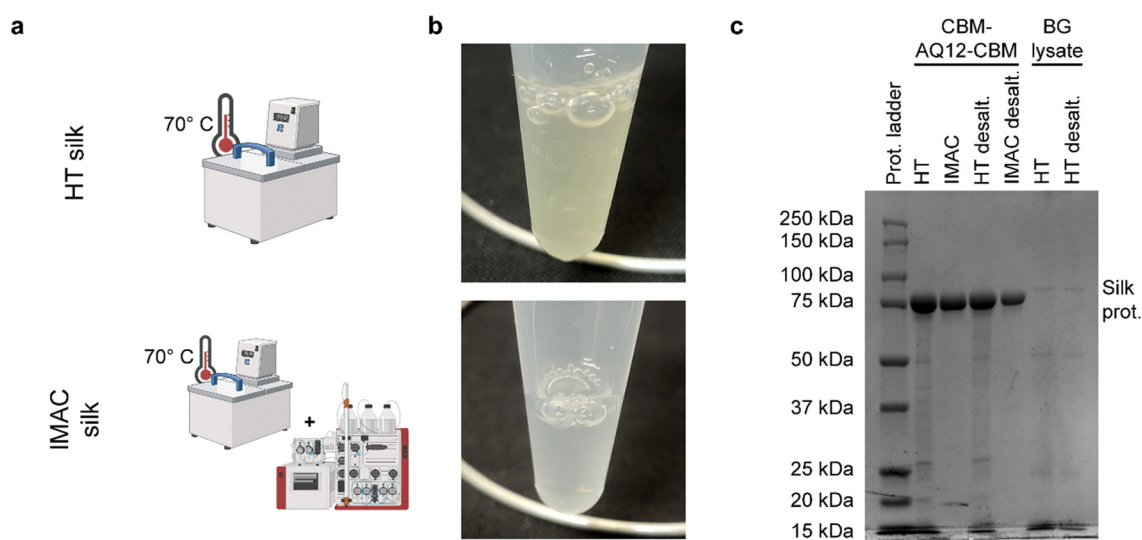 a
HT silk
70° C
IMAC
silk
70° C
+
b
c
CBM-
AQ12-CBM
BG
lysate
Prot. ladder
HT
IMAC
HT desalt.
IMAC desalt.
HT
HT desalt.
250 kDa
150 kDa
100 kDa
75 kDa
50 kDa
37 kDa
25 kDa
20 kDa
15 kDa
Silk
prot.